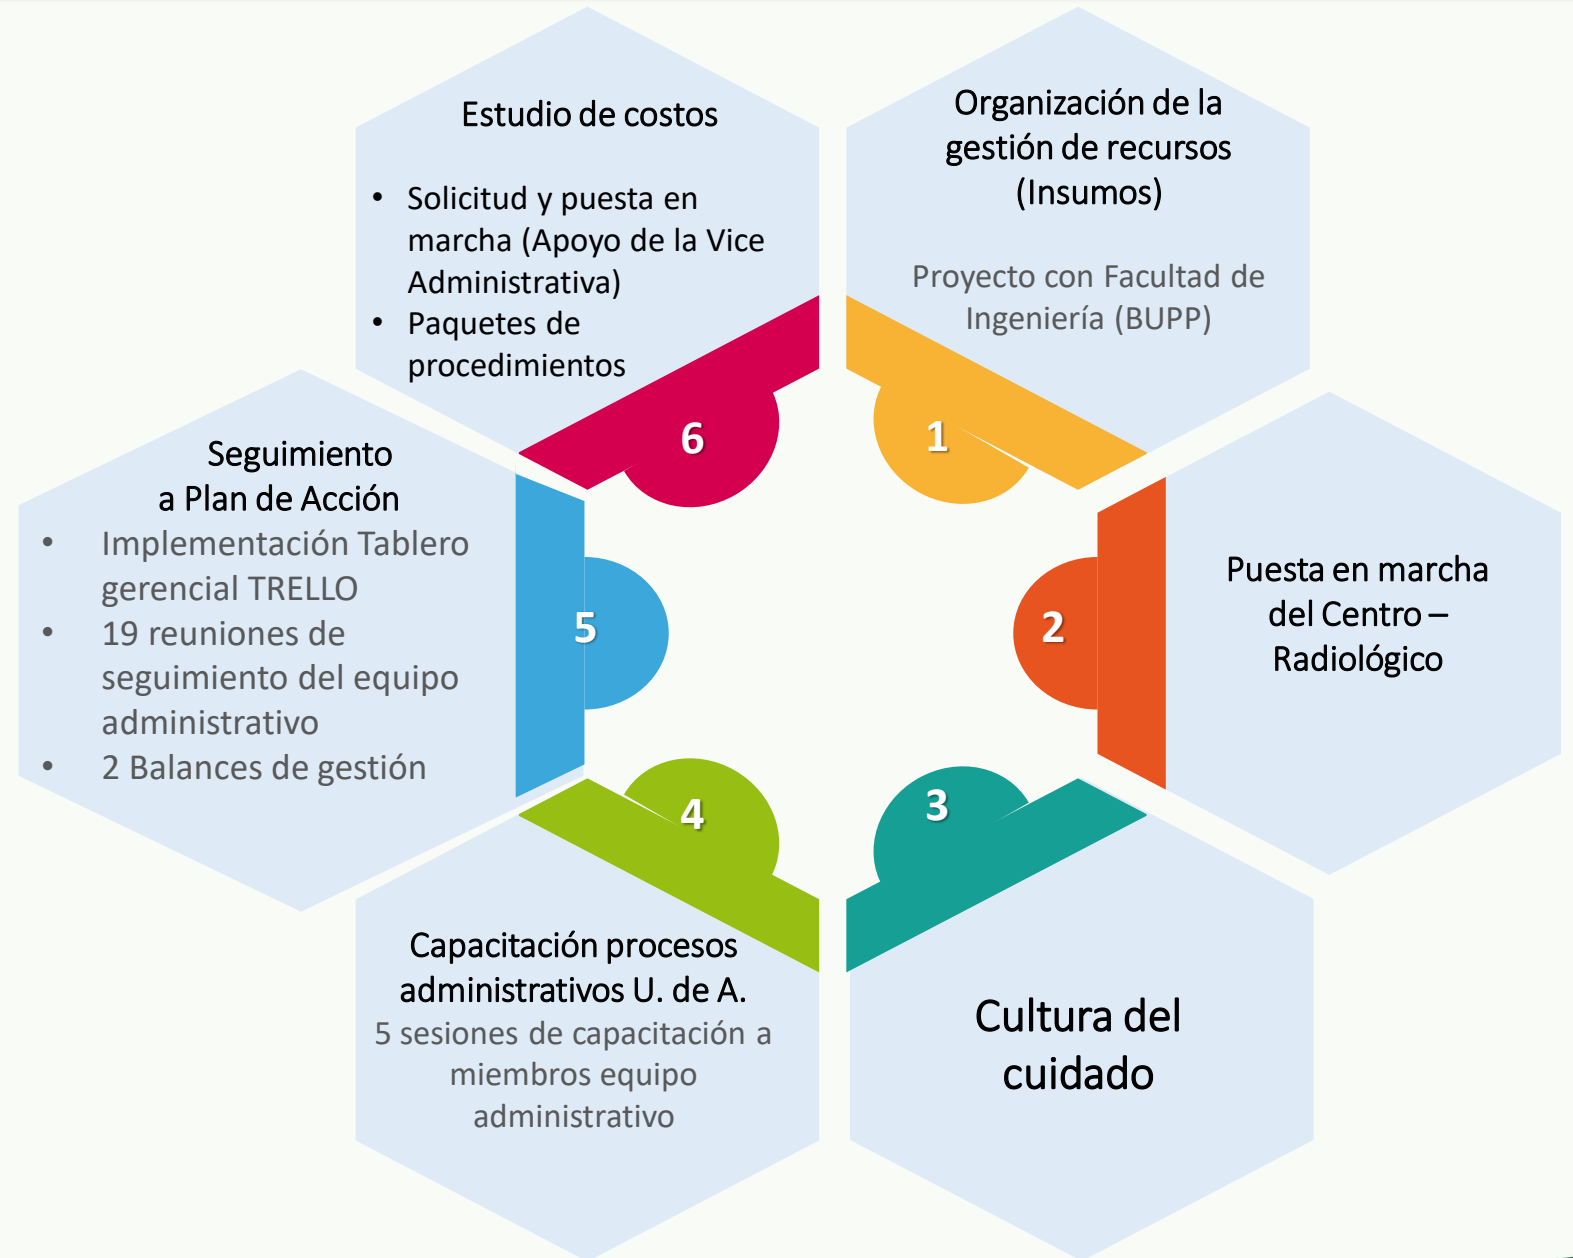 Organización de la
gestión de recursos
(Insumos)
Proyecto con Facultad de
Ingeniería (BUPP)
1
Puesta en marcha
del Centro –
Radiológico
2
Cultura del
cuidado
3
Capacitación procesos
administrativos U. de A.
5 sesiones de capacitación a
miembros equipo
administrativo
4
Seguimiento
a Plan de Acción
• Implementación Tablero
gerencial TRELLO
• 19 reuniones de
seguimiento del equipo
administrativo
• 2 Balances de gestión
5
Estudio de costos
• Solicitud y puesta en
marcha (Apoyo de la Vice
Administrativa)
• Paquetes de
procedimientos
6